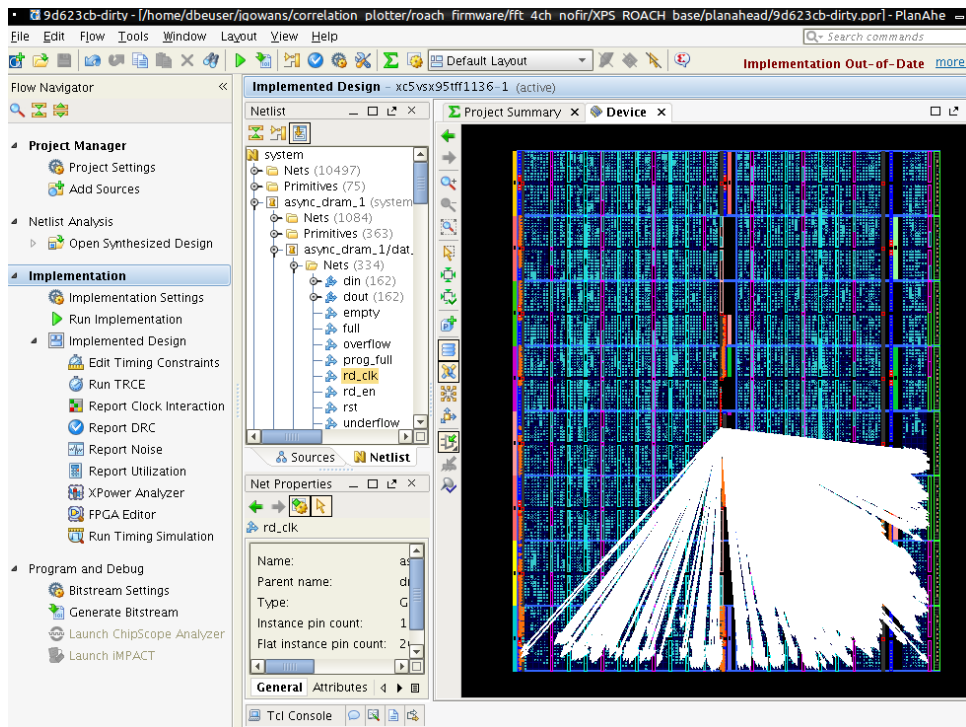 9d623cb-dirty - [/home/dbeuser/jgowans/correlation_plotter/roach_firmware/fft_4ch_nofir/XPS_ROACH_base/planahead/9d623cb-dirty.ppr] - PlanAhe
File Edit Flow Tools Window Layout View Help
Search commands
Default Layout
Implementation Out-of-Date more
Flow Navigator
Project Manager
Project Settings
Add Sources
Netlist Analysis
Open Synthesized Design
Implementation
Implementation Settings
Run Implementation
Implemented Design
Edit Timing Constraints
Run TRCE
Report Clock Interaction
Report DRC
Report Noise
Report Utilization
XPower Analyzer
FPGA Editor
Run Timing Simulation
Program and Debug
Bitstream Settings
Generate Bitstream
Launch ChipScope Analyzer
Launch iMPACT
Implemented Design - xc5vsx95tff1136-1 (active)
Netlist
system
Nets (10497)
Primitives (75)
async_dram_1 (system
Nets (1084)
Primitives (363)
async_dram_1/dat_
Nets (334)
din (162)
dout (162)
empty
full
overflow
prog_full
rd_clk
rd_en
rst
underflow
Sources Netlist
Net Properties
rd_clk
Name: as
Parent name: dr
Type: G
Instance pin count: 1
Flat instance pin count: 2
General Attributes
Tcl Console
Project Summary Device